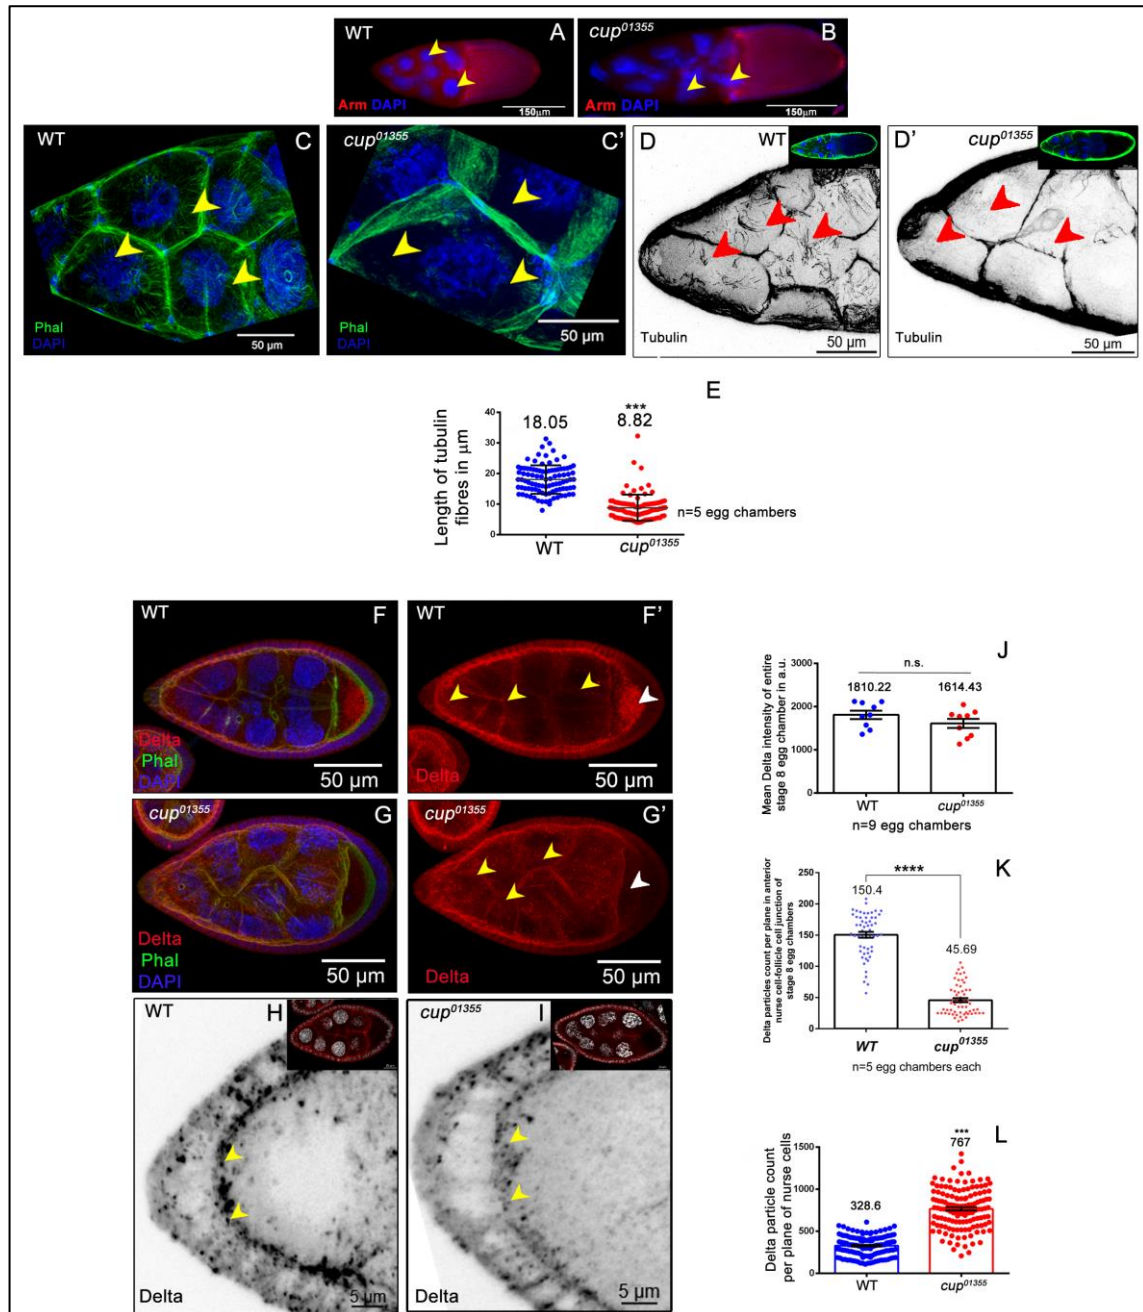 WT
A
Arm DAPI
150µm
cup01355
B
150µm
WT
C
Phal
DAPI
50 µm
cup01355
C'
Phal
DAPI
50 µm
D
WT
Tubulin
50 µm
D'
cup01355
Tubulin
50 µm
E
Length of tubulin
fibres in µm
40
30
20
10
0
18.05
***
8.82
n=5 egg chambers
WT
cup01355
WT
F
Delta
Phal
DAPI
50 µm
WT
F'
Delta
50 µm
cup01355
G
Delta
Phal
DAPI
50 µm
cup01355
G'
Delta
50 µm
WT
H
Delta
5 µm
cup01355
I
Delta
5 µm
J
Mean Delta intensity of entire
stage 8 egg chamber in a.u.
3000
2000
1000
0
n.s.
1810.22
1614.43
WT
cup01355
n=9 egg chambers
K
Delta particles count per plane in anterior
nurse cell-follicle cell junction of
stage 8 egg chambers
250
200
150
100
50
0
****
150.4
45.69
WT
cup01355
n=5 egg chambers each
L
Delta particle count
per plane of nurse cells
1500
1000
500
0
328.6
***
767
WT
cup01355